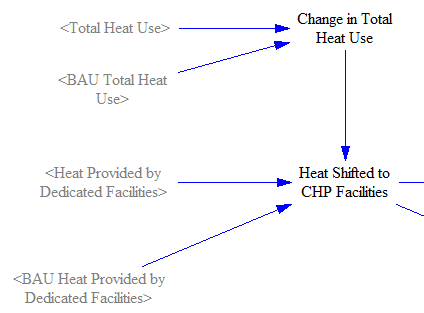 <Total Heat Use>
Change in Total
Heat Use
<BAU Total Heat
Use>
<Heat Provided by
Dedicated Facilities>
Heat Shifted to
CHP Facilities
<BAU Heat Provided by
Dedicated Facilities>